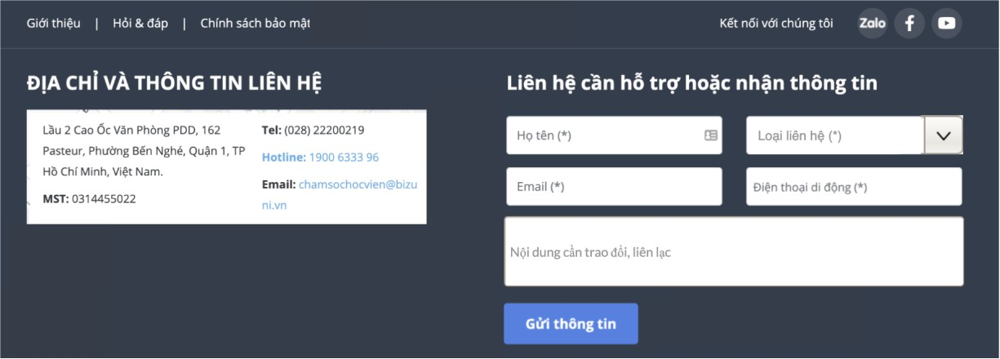 Giới thiệu | Hỏi & đáp | Chính sách bảo mật
Kết nối với chúng tôi Zalo
ĐỊA CHỈ VÀ THÔNG TIN LIÊN HỆ
Lầu 2 Cao Ốc Văn Phòng PDD, 162
Pasteur, Phường Bến Nghé, Quận 1, TP
Hồ Chí Minh, Việt Nam.
MST: 0314455022
Tel: (028) 22200219
Hotline: 1900 6333 96
Email: chamsochocvien@bizu
ni.vn
Liên hệ cần hỗ trợ hoặc nhận thông tin
Họ tên (*)
Loại liên hệ (*)
Email (*)
Điện thoại di động (*)
Nội dung cần trao đổi, liên lạc
Gửi thông tin